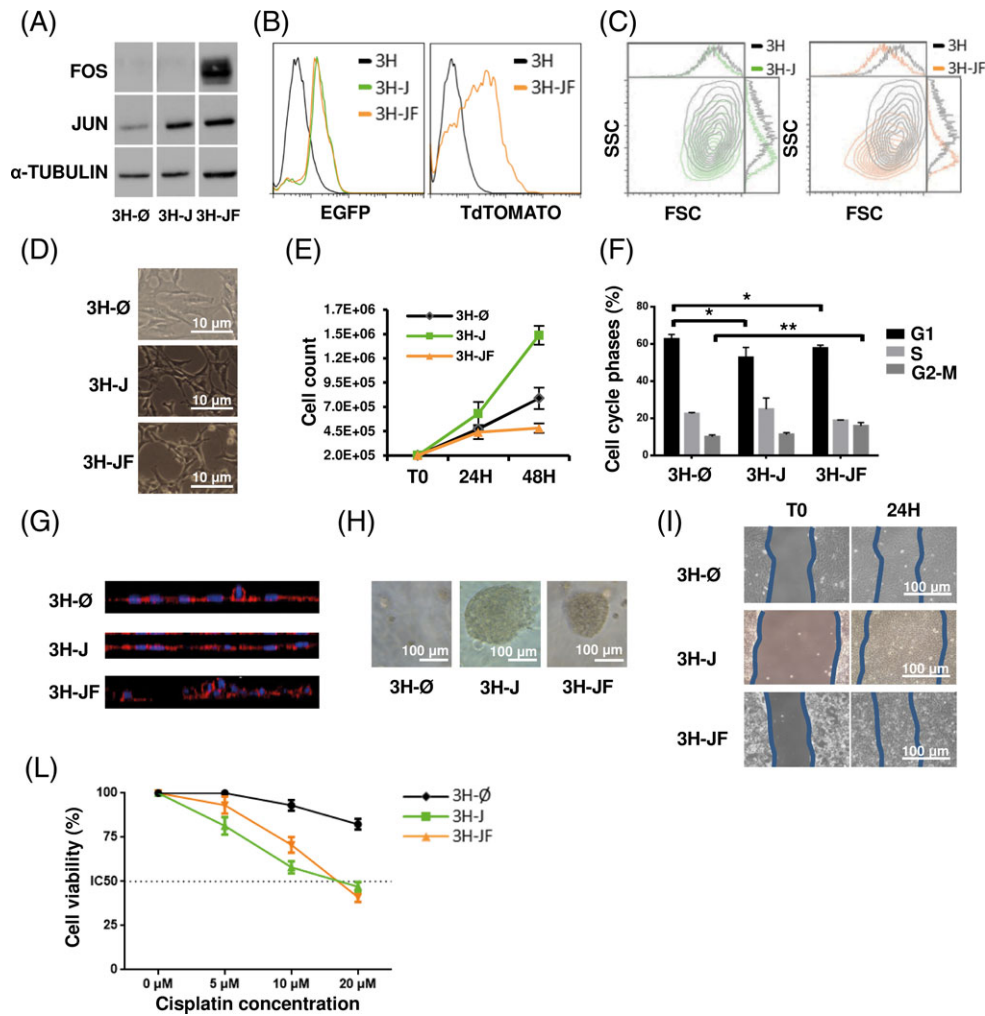 (A)
FOS
JUN
α-TUBULIN
3H-Ø 3H-J 3H-JF
(B)
3H
3H-J
3H-JF
EGFP
3H
3H-JF
TdTOMATO
(C)
3H
3H-J
SSC
FSC
3H
3H-JF
SSC
FSC
(D)
3H-Ø
10 µm
3H-J
10 µm
3H-JF
10 µm
(E)
Cell count
1.7E+06
1.5E+06
1.2E+06
9.5E+05
7.0E+05
4.5E+05
2.0E+05
T0 24H 48H
3H-Ø
3H-J
3H-JF
(F)
Cell cycle phases (%)
80
60
40
20
0
* * **
G1
S
G2-M
3H-Ø 3H-J 3H-JF
(G)
3H-Ø
3H-J
3H-JF
(H)
100 µm 100 µm 100 µm
3H-Ø 3H-J 3H-JF
(I)
T0 24H
3H-Ø
100 µm
3H-J
100 µm
3H-JF
100 µm
(L)
Cell viability (%)
100
75
IC50
25
0
0 µM 5 µM 10 µM 20 µM
Cisplatin concentration
3H-Ø
3H-J
3H-JF